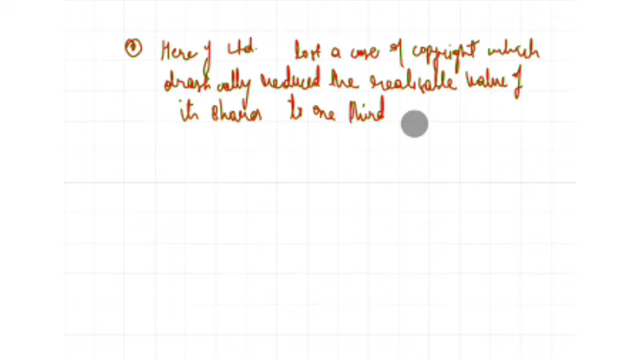 Here Y Ltd. lost a case of copyright which
drastically reduced the realisable value of
its shares to one third